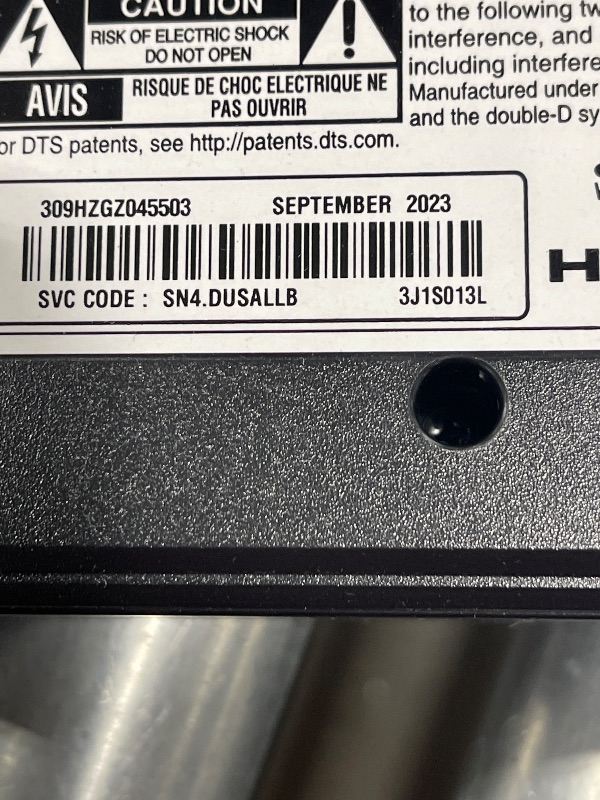 CAUTION
RISK OF ELECTRIC SHOCK
DO NOT OPEN
AVIS
RISQUE DE CHOC ELECTRIQUE NE
PAS OUVRIR
to the following tw
interference, and
including interfere
Manufactured under
and the double-D sy
or DTS patents, see http://patents.dts.com.
309HZGZ045503 SEPTEMBER 2023
SVC CODE : SN4.DUSALLB 3J1S013L
H